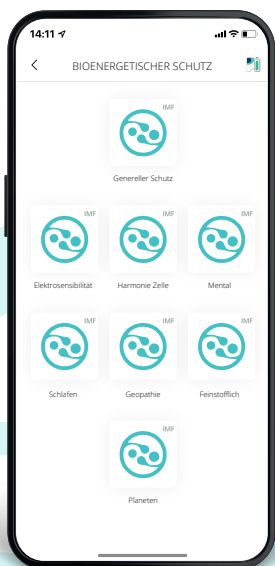 14:11
BIOENERGETISCHER SCHUTZ
IMF
Genereller Schutz
IMF IMF IMF
Elektrosensibilität Harmonie Zelle Mental
IMF IMF IMF
Schlafen Geopathie Feinstofflich
IMF
Planeten